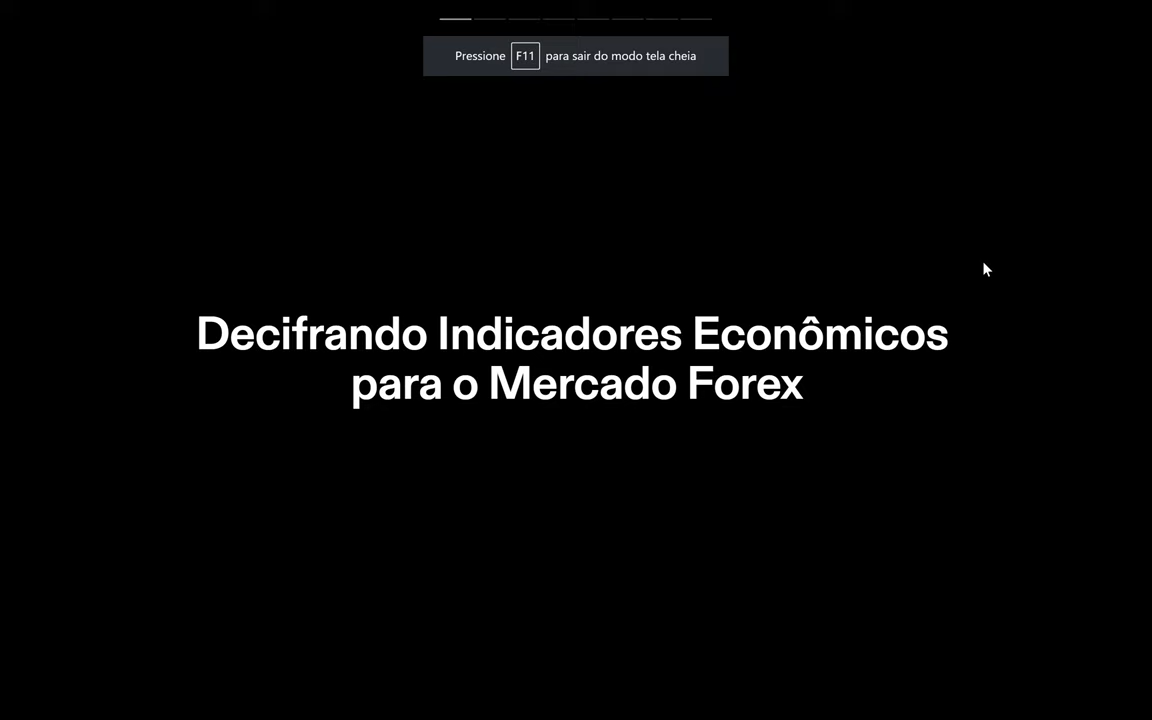 Pressione F11 para sair do modo tela cheia
Decifrando Indicadores Econômicos
para o Mercado Forex